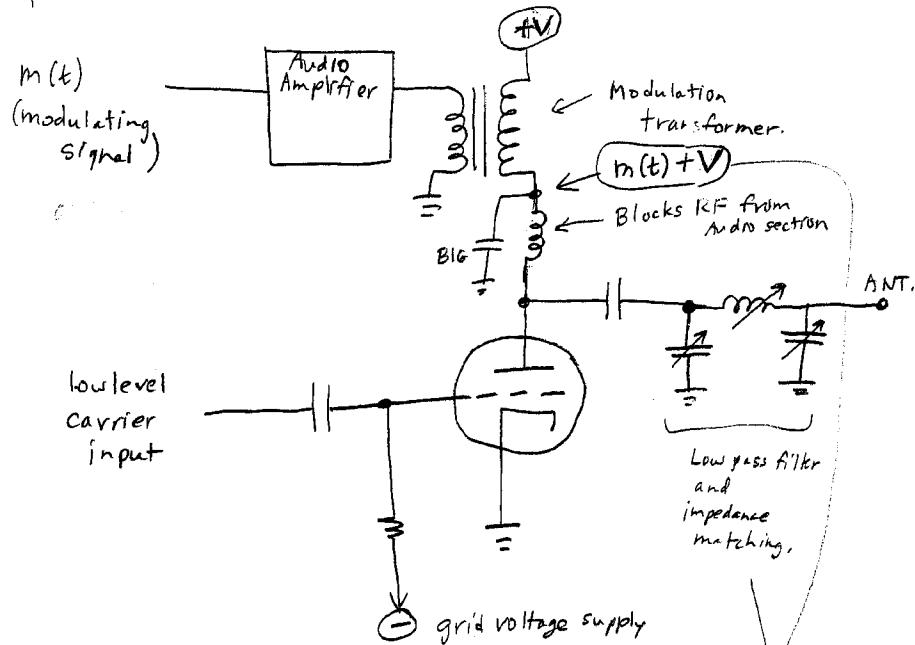 +V
m(t)
(modulating
signal)
Audio
Amplifier
Modulation
transformer.
m(t) + V
Blocks RF from
Audio section
BIG
ANT.
low level
carrier
input
Low pass filter
and
impedance
matching.
−
grid voltage supply